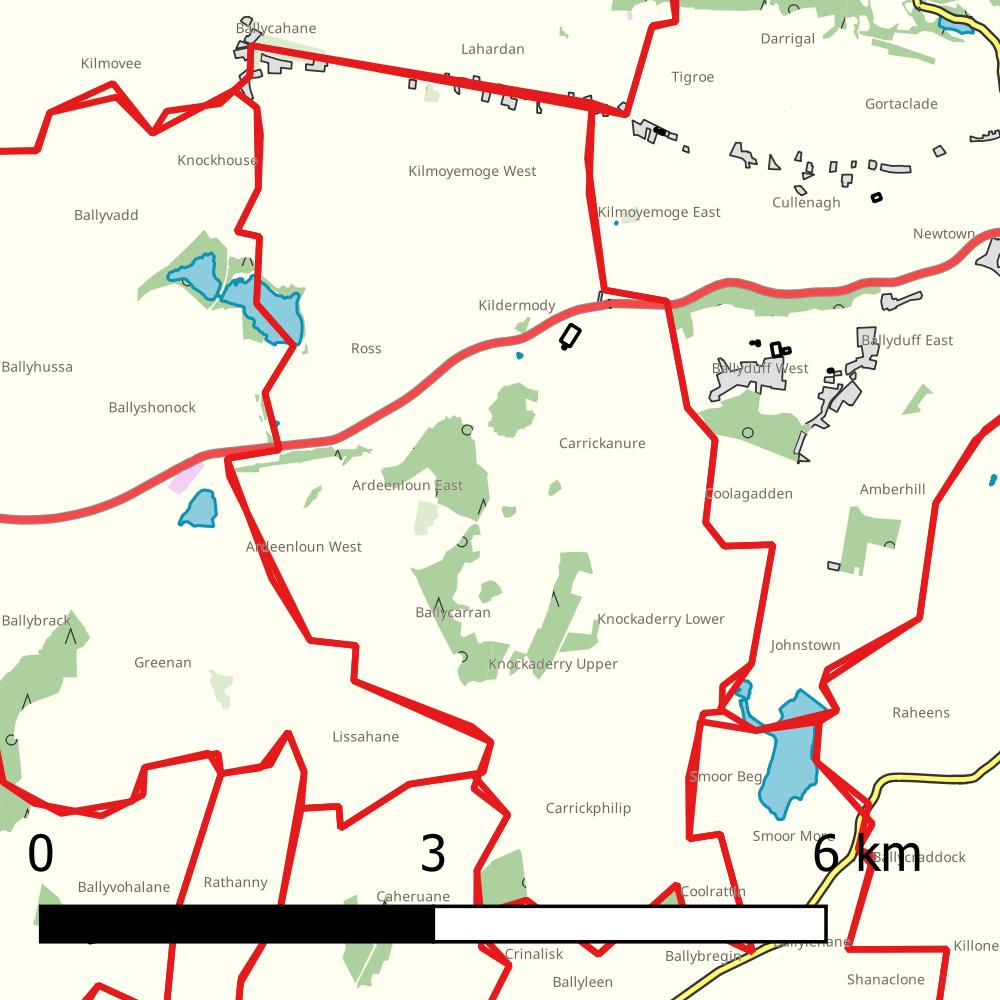 Ballycahane
Darrigal
Lahardan
Kilmovee
Tigroe
Gortaclade
Knockhouse
Kilmoyemoge West
Cullenagh
Ballyvadd
Kilmoyemoge East
Newtown
Kildermody
Ballyduff East
Ross
Ballyhussa
Ballyduff West
Ballyshonock
Carrickanure
Ardeenloun East
Coolagadden
Amberhill
Ardeenloun West
Ballybrack
Ballycarran
Knockaderry Lower
Johnstown
Greenan
Knockaderry Upper
Raheens
Lissahane
Smoor Beg
Carrickphilip
Smoor More
0 3 6 km
Ballycraddock
Ballyvohalane
Rathanny
Caheruane
Coolrattin
Ballylenane
Killone
Crinalisk
Ballybregin
Ballyleen
Shanaclone